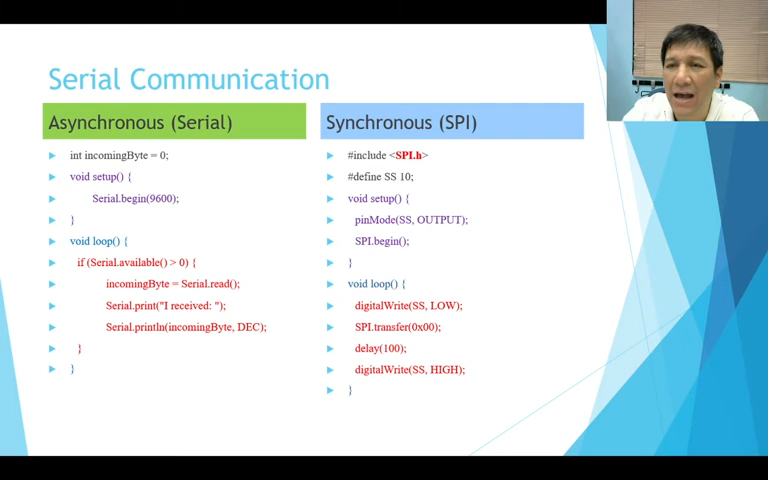 Serial Communication
Asynchronous (Serial)
int incomingByte = 0;
void setup() {
Serial.begin(9600);
}
void loop() {
if (Serial.available() > 0) {
incomingByte = Serial.read();
Serial.print("I received: ");
Serial.println(incomingByte, DEC);
}
}
Synchronous (SPI)
#include <SPI.h>
#define SS 10;
void setup() {
pinMode(SS, OUTPUT);
SPI.begin();
}
void loop() {
digitalWrite(SS, LOW);
SPI.transfer(0x00);
delay(100);
digitalWrite(SS, HIGH);
}